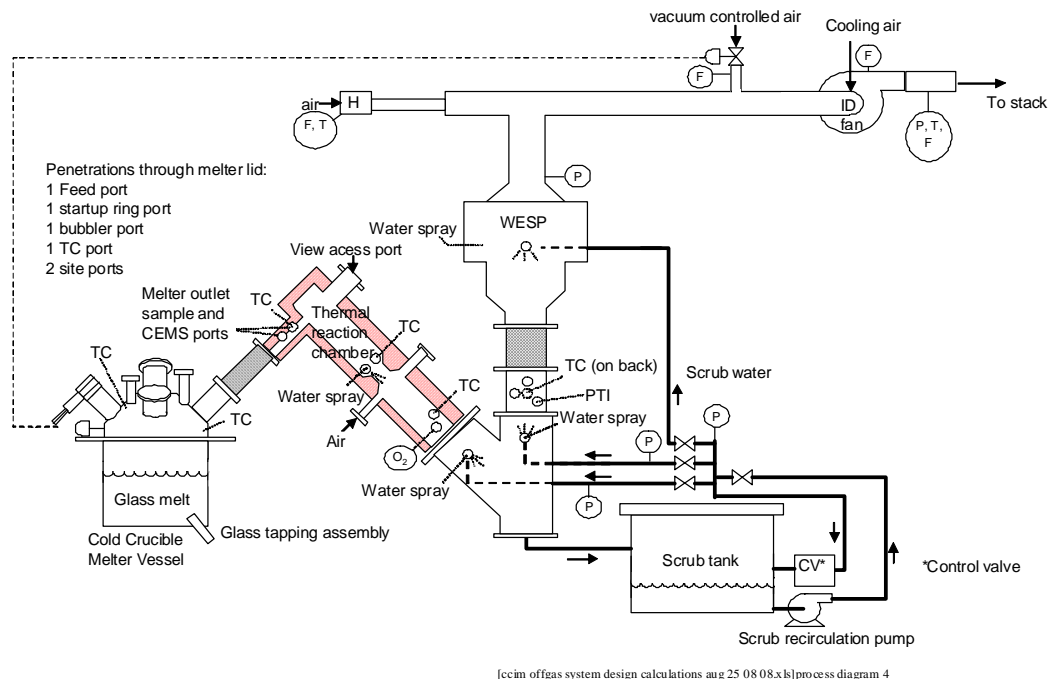 vacuum controlled air
Cooling air
F
F
air
H
F, T
ID
fan
To stack
P, T,
F
Penetrations through melter lid:
1 Feed port
1 startup ring port
1 bubbler port
1 TC port
2 site ports
P
WESP
Water spray
View acess port
Melter outlet
sample and
CEMS ports
TC
Thermal
reaction
chamber
TC
TC
TC (on back)
Scrub water
PTI
Water spray
TC
Water spray
TC
P
Air
O2
P
Water spray
P
Glass melt
Glass tapping assembly
Cold Crucible
Melter Vessel
Scrub tank
CV*
*Control valve
Scrub recirculation pump
[ccim offgas system design calculations aug 25 08 08.xls]process diagram 4